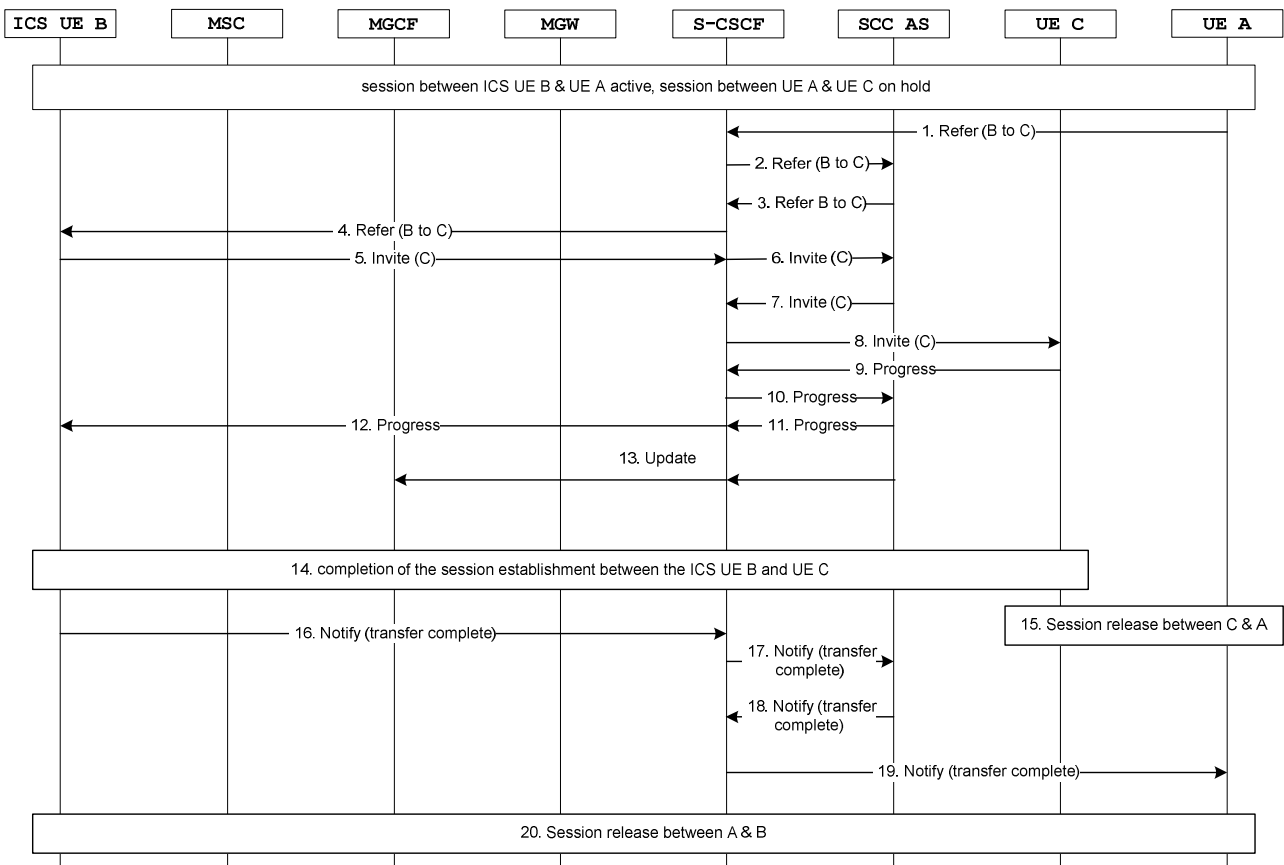 ICS UE B
MSC
MGCF
MGW
S-CSCF
SCC AS
UE C
UE A
session between ICS UE B & UE A active, session between UE A & UE C on hold
1. Refer (B to C)
2. Refer (B to C)
3. Refer B to C)
4. Refer (B to C)
5. Invite (C)
6. Invite (C)
7. Invite (C)
8. Invite (C)
9. Progress
10. Progress
12. Progress
11. Progress
13. Update
14. completion of the session establishment between the ICS UE B and UE C
15. Session release between C & A
16. Notify (transfer complete)
17. Notify (transfer
complete)
18. Notify (transfer
complete)
19. Notify (transfer complete)
20. Session release between A & B